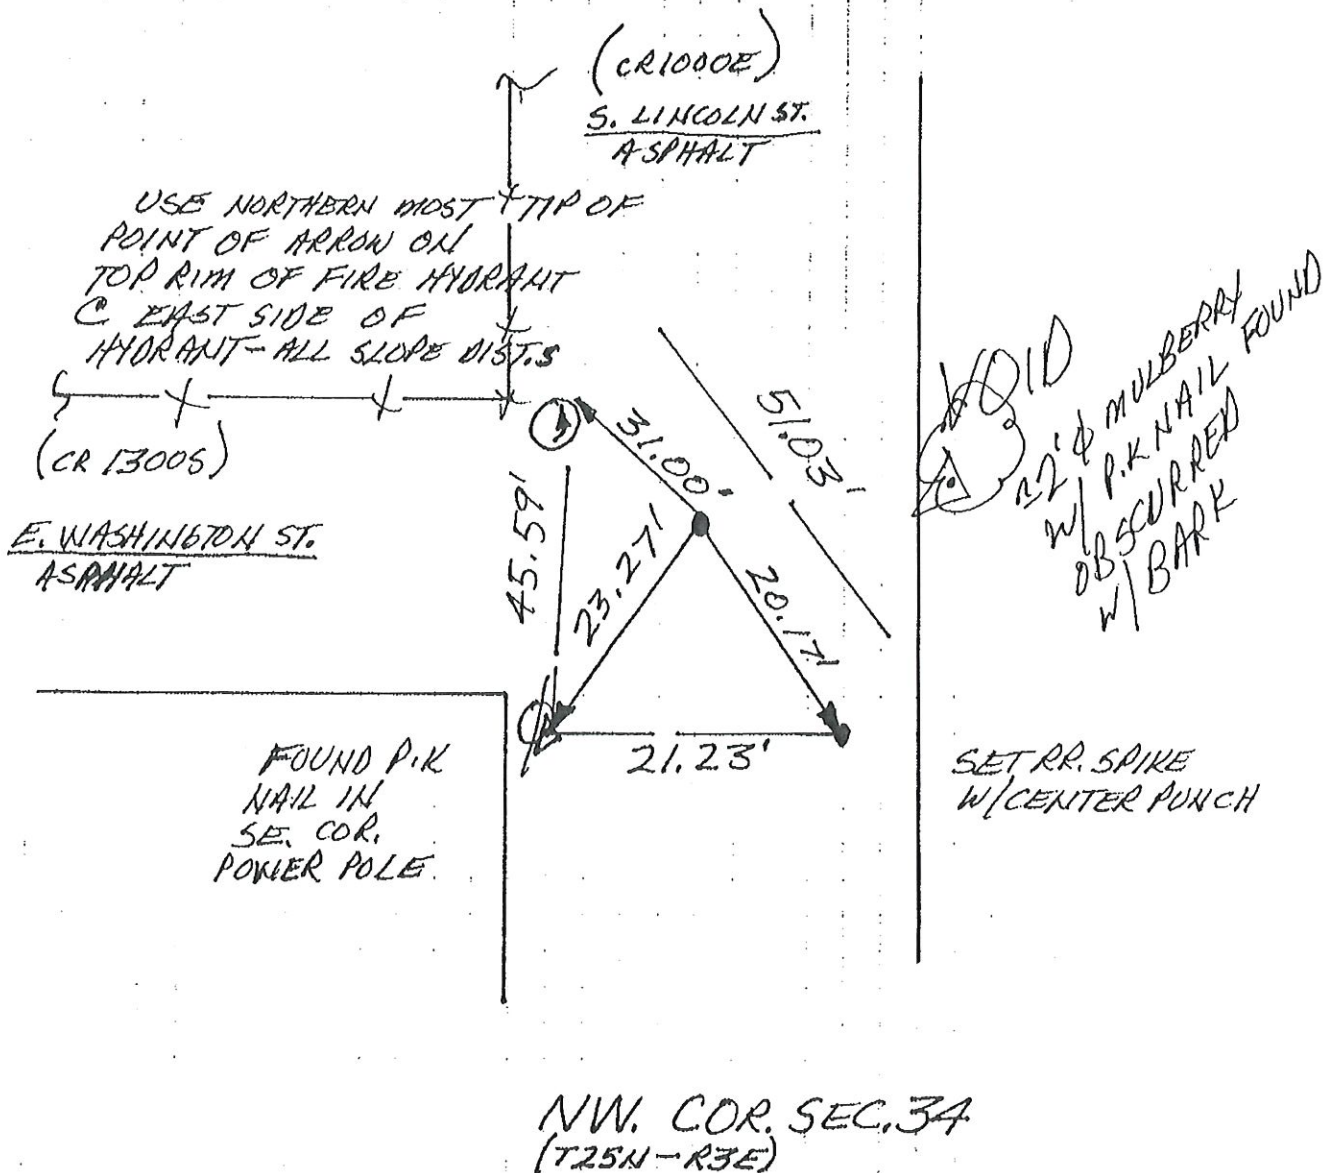 (CR1000E)
S. LINCOLN ST.
ASPHALT
USE NORTHERN MOST TIP OF
POINT OF ARROW ON
TOP RIM OF FIRE HYDRANT
@ EAST SIDE OF
HYDRANT-ALL SLOPE DIST.S
(CR 1300S)
E. WASHINGTON ST.
ASPHALT
31.00'
51.03'
45.59'
23.27'
20.17'
21.23'
VOID
2' ⌀ MULBERRY
W/ P.K NAIL FOUND
OBSCURRED
W/ BARK
FOUND P.K
NAIL IN
SE. COR.
POWER POLE
SET RR. SPIKE
W/CENTER PUNCH
NW. COR. SEC. 34
(T25N-R3E)